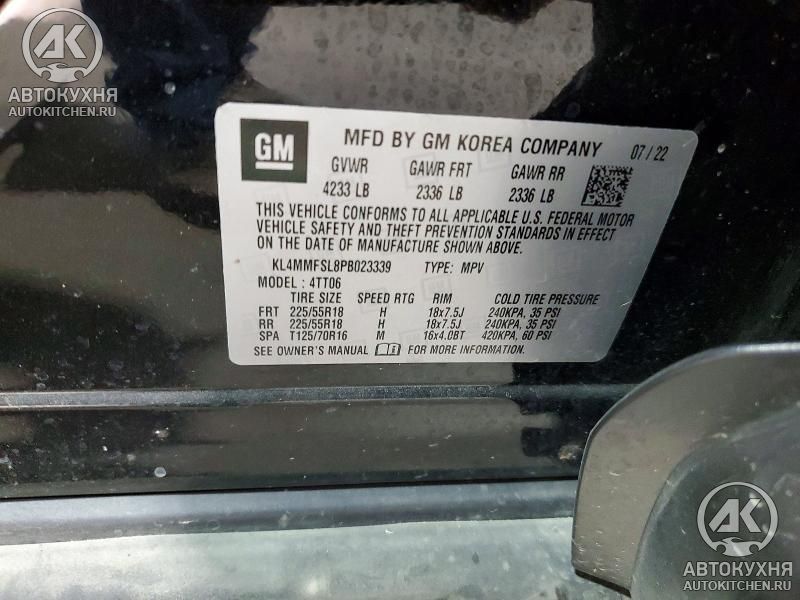 АВТОКУХНЯ
AUTOKITCHEN.RU
GM
MFD BY GM KOREA COMPANY 07 / 22
GVWR GAWR FRT GAWR RR
4233 LB 2336 LB 2336 LB
THIS VEHICLE CONFORMS TO ALL APPLICABLE U.S. FEDERAL MOTOR
VEHICLE SAFETY AND THEFT PREVENTION STANDARDS IN EFFECT
ON THE DATE OF MANUFACTURE SHOWN ABOVE.
KL4MMFSL8PB023339 TYPE: MPV
MODEL : 4TT06
TIRE SIZE SPEED RTG RIM COLD TIRE PRESSURE
FRT 225/55R18 H 18x7.5J 240KPA, 35 PSI
RR 225/55R18 H 18x7.5J 240KPA, 35 PSI
SPA T125/70R16 M 16x4.0BT 420KPA, 60 PSI
SEE OWNER'S MANUAL FOR MORE INFORMATION.
АВТОКУХНЯ
AUTOKITCHEN.RU